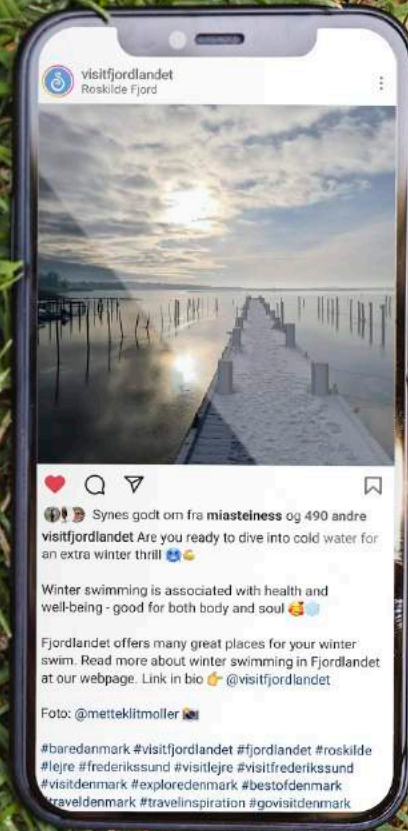 visitfjordlandet
Roskilde Fjord
Synes godt om fra miasteiness og 490 andre
visitfjordlandet Are you ready to dive into cold water for
an extra winter thrill 🥶💪
Winter swimming is associated with health and
well-being - good for both body and soul 🥰❄️
Fjordlandet offers many great places for your winter
swim. Read more about winter swimming in Fjordlandet
at our webpage. Link in bio 👉 @visitfjordlandet
Foto: @metteklitmoller 📸
#baredanmark #visitfjordlandet #fjordlandet #roskilde
#lejre #frederikssund #visitlejre #visitfrederikssund
#visitdenmark #exploredenmark #bestofdenmark
#traveldenmark #travelinspiration #govisitdenmark